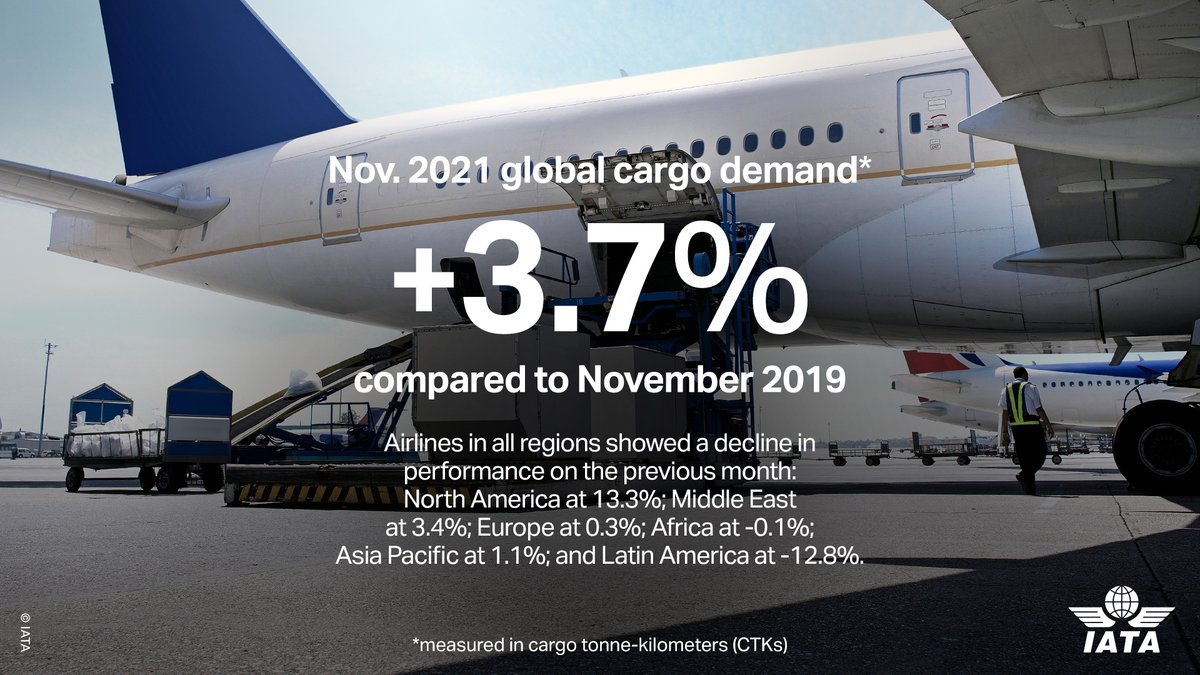 Nov. 2021 global cargo demand*
+3.7%
compared to November 2019
Airlines in all regions showed a decline in
performance on the previous month:
North America at 13.3%; Middle East
at 3.4%; Europe at 0.3%; Africa at -0.1%;
Asia Pacific at 1.1%; and Latin America at -12.8%.
*measured in cargo tonne-kilometers (CTKs)
© IATA
IATA